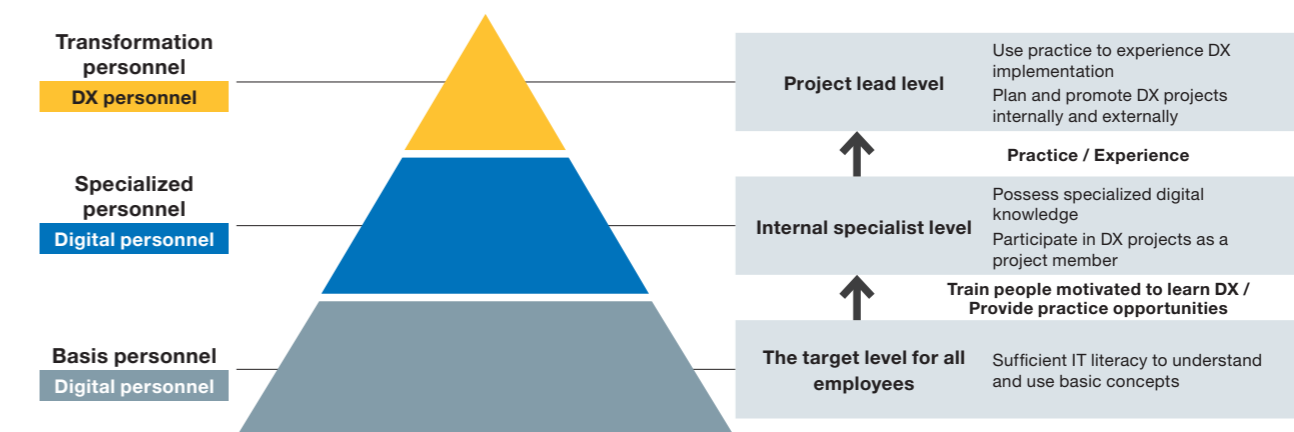 Transformation
personnel
DX personnel
Project lead level
Use practice to experience DX
implementation
Plan and promote DX projects
internally and externally
Practice / Experience
Specialized
personnel
Digital personnel
Internal specialist level
Possess specialized digital
knowledge
Participate in DX projects as a
project member
Train people motivated to learn DX /
Provide practice opportunities
Basis personnel
Digital personnel
The target level for all
employees
Sufficient IT literacy to understand
and use basic concepts